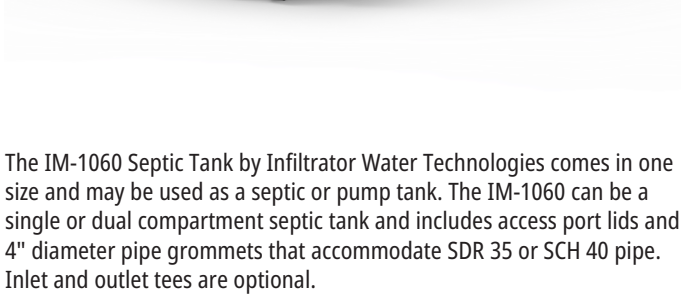 The IM-1060 Septic Tank by Infiltrator Water Technologies comes in one
size and may be used as a septic or pump tank. The IM-1060 can be a
single or dual compartment septic tank and includes access port lids and
4" diameter pipe grommets that accommodate SDR 35 or SCH 40 pipe.
Inlet and outlet tees are optional.